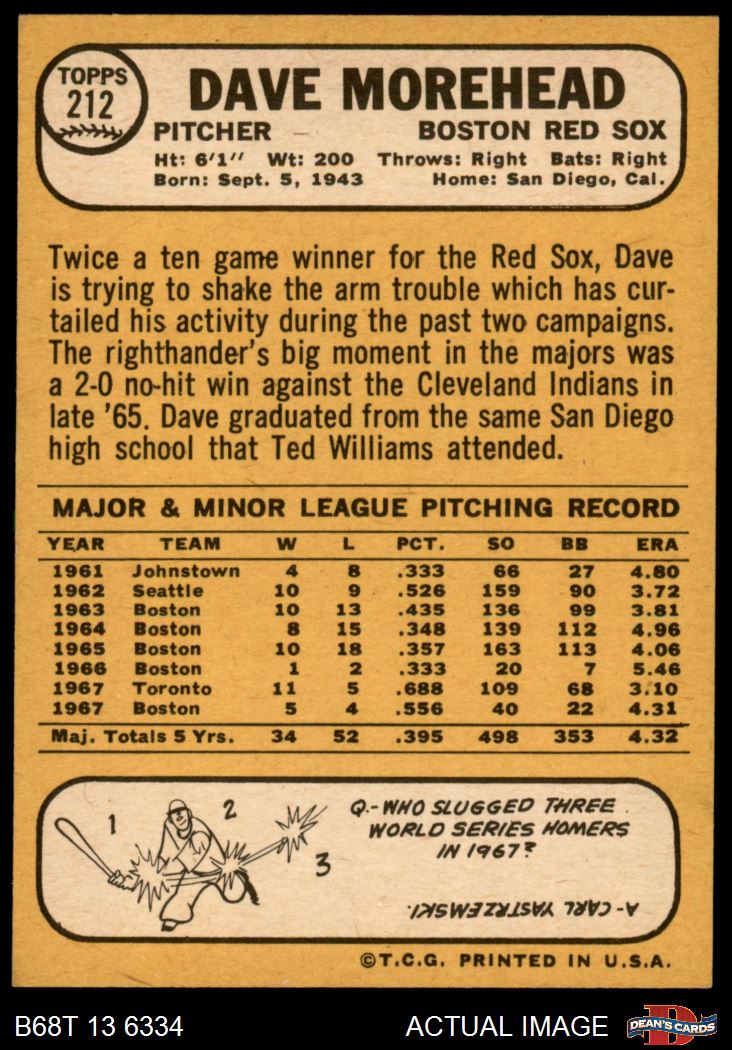 TOPPS
212
DAVE MOREHEAD
PITCHER BOSTON RED SOX
Ht: 6'1" Wt: 200 Throws: Right Bats: Right
Born: Sept. 5, 1943 Home: San Diego, Cal.
Twice a ten game winner for the Red Sox, Dave
is trying to shake the arm trouble which has cur-
tailed his activity during the past two campaigns.
The righthander's big moment in the majors was
a 2-0 no-hit win against the Cleveland Indians in
late '65. Dave graduated from the same San Diego
high school that Ted Williams attended.
MAJOR & MINOR LEAGUE PITCHING RECORD
YEAR TEAM W L PCT. SO BB ERA
1961 Johnstown 4 8 .333 66 27 4.80
1962 Seattle 10 9 .526 159 90 3.72
1963 Boston 10 13 .435 136 99 3.81
1964 Boston 8 15 .348 139 112 4.96
1965 Boston 10 18 .357 163 113 4.06
1966 Boston 1 2 .333 20 7 5.46
1967 Toronto 11 5 .688 109 68 3.10
1967 Boston 5 4 .556 40 22 4.31
Maj. Totals 5 Yrs. 34 52 .395 498 353 4.32
1 2 3
Q.-WHO SLUGGED THREE
WORLD SERIES HOMERS
IN 1967?
A-CARL YASTRZEMSKI.
©T.C.G. PRINTED IN U.S.A.
B68T 13 6334 ACTUAL IMAGE
D
DEAN'S CARDS